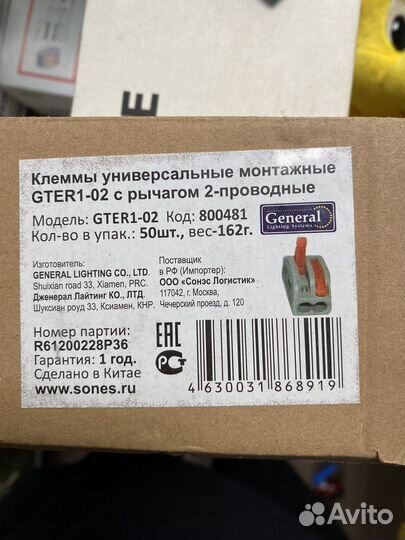 Клеммы универсальные монтажные
GTER1-02 с рычагом 2-проводные
Модель: GTER1-02 Код: 800481
Кол-во в упак.: 50шт., вес-162г.
General
Lighting Systems
Изготовитель:
GENERAL LIGHTING CO., LTD.
Shuixian road 33, Xiamen, PRC.
Дженерал Лайтинг КО., ЛТД.
Шуксиан роуд 33, Ксиамен, КНР.
Поставщик
в РФ (Импортер):
ООО «Сонэс Логистик»
117042, г. Москва,
Чечерский проезд, д. 120
Номер партии:
R61200228P36
Гарантия: 1 год.
Сделано в Китае
www.sones.ru
ЕАС
РСТ
4 630031 868919
Avito